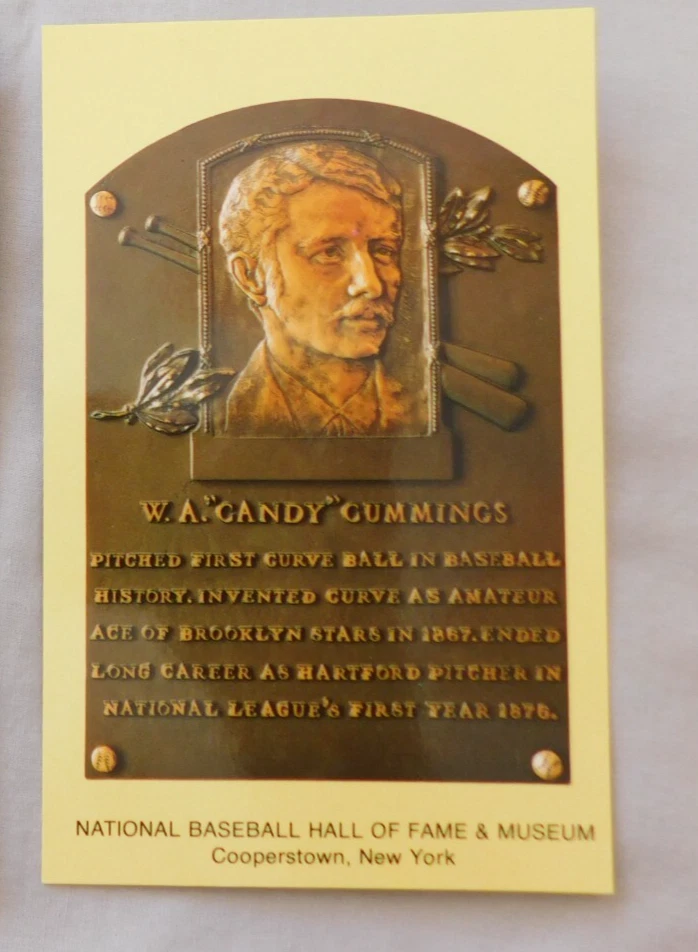 W. A. "CANDY" CUMMINGS
PITCHED FIRST CURVE BALL IN BASEBALL
HISTORY. INVENTED CURVE AS AMATEUR
ACE OF BROOKLYN STARS IN 1867. ENDED
LONG CAREER AS HARTFORD PITCHER IN
NATIONAL LEAGUE'S FIRST YEAR 1876.
NATIONAL BASEBALL HALL OF FAME & MUSEUM
Cooperstown, New York